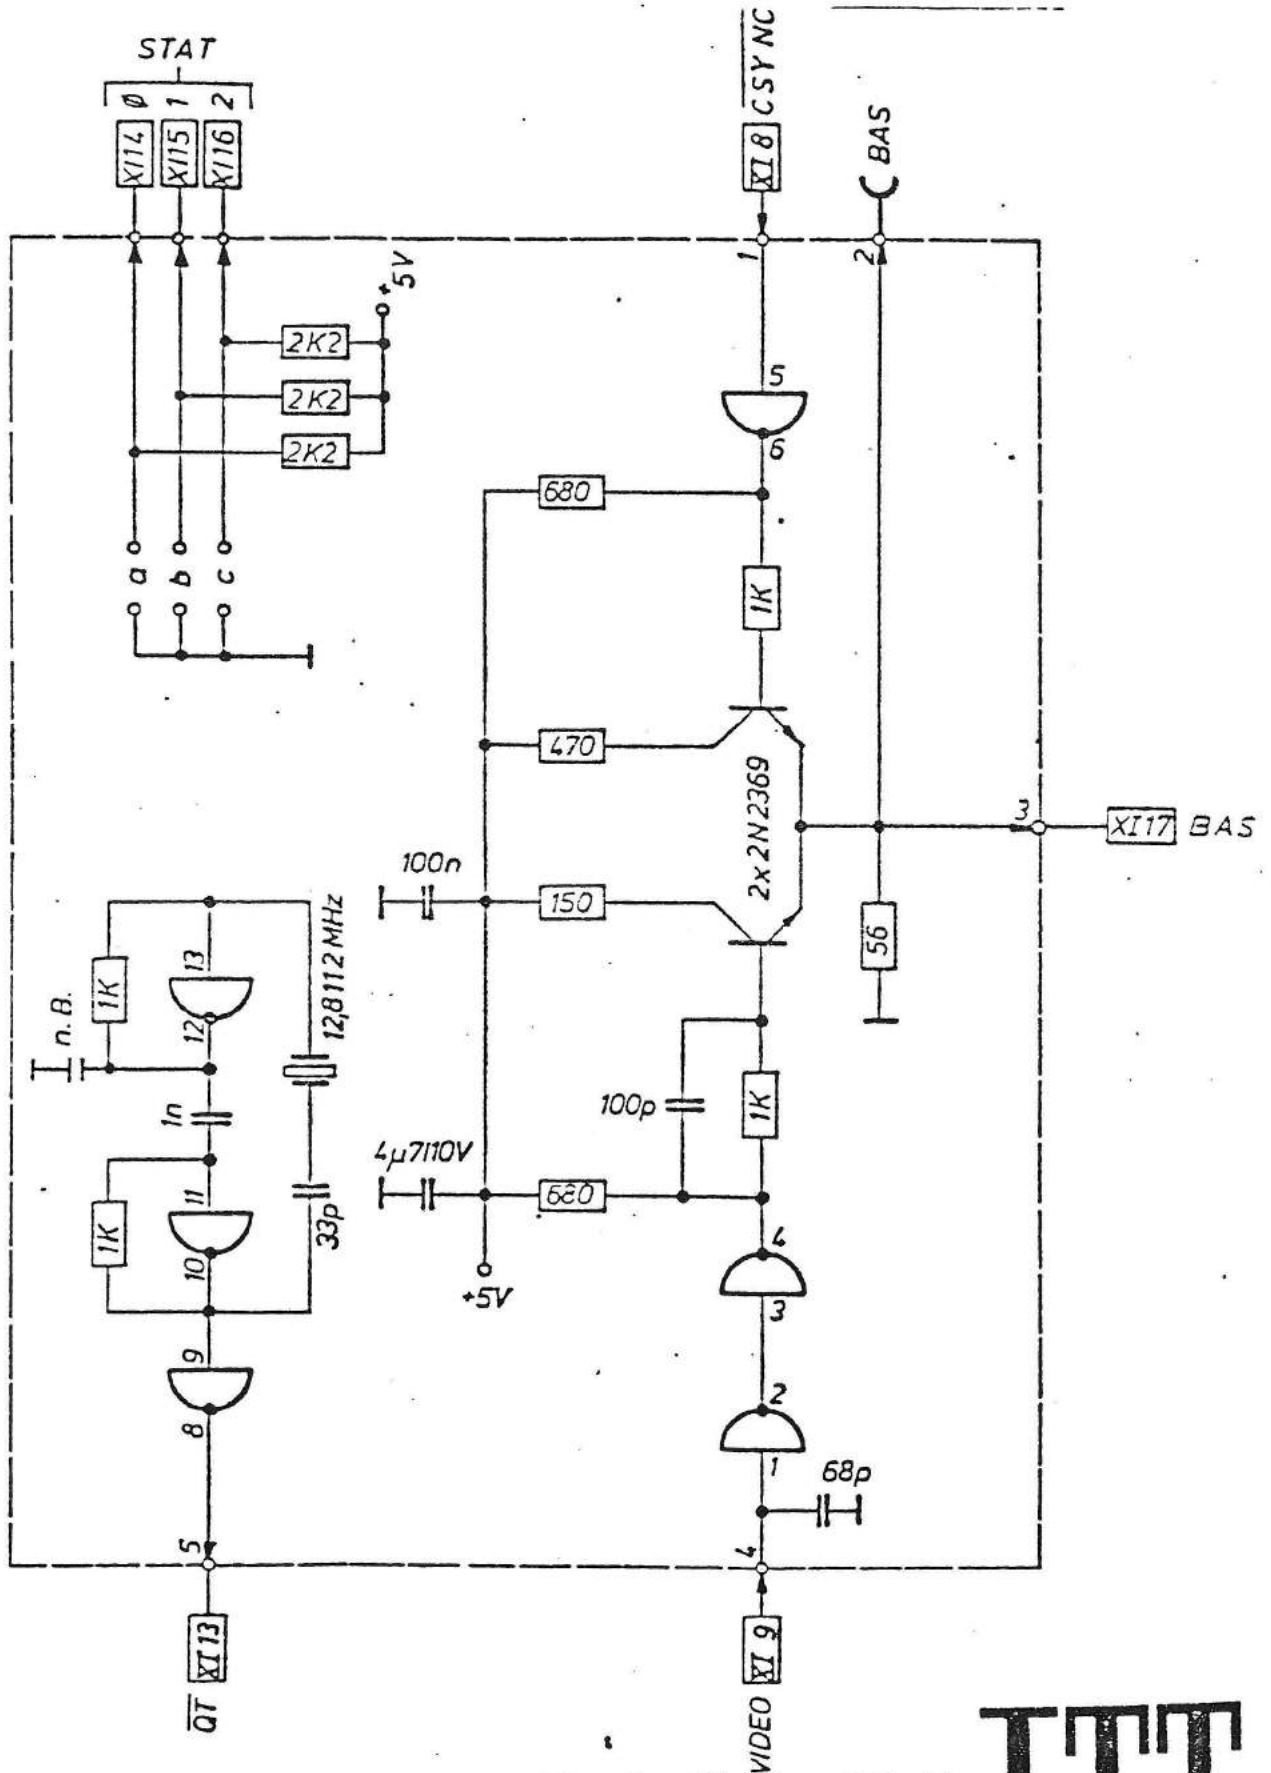 STAT
Ø 1 2
XI14 XI15 XI16
CSYNC
XI 8
1
BAS
2
+5V
2K2
2K2
2K2
a
b
c
5
6
680
1K
470
2x2N2369
3
XI17 BAS
100n
150
56
n.B.
1K
13
12
12,8112 MHz
1n
1K
11
10
33p
4µ7/10V
+5V
100p
1K
680
4
3
9
8
2
1
68p
5
4
QT XI13
VIDEO XI 9